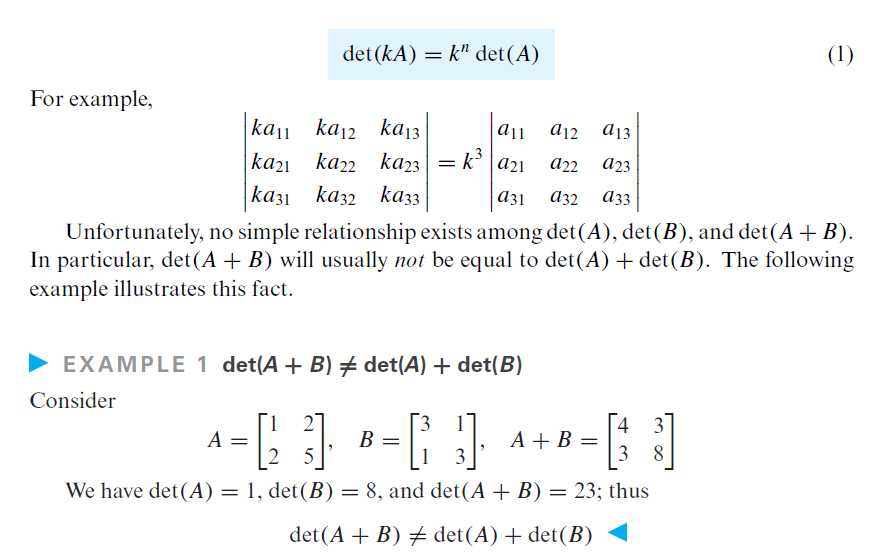 det(kA) = kⁿ det(A) (1)
For example,
|ka₁₁ ka₁₂ ka₁₃| |a₁₁ a₁₂ a₁₃|
|ka₂₁ ka₂₂ ka₂₃| = k³ |a₂₁ a₂₂ a₂₃|
|ka₃₁ ka₃₂ ka₃₃| |a₃₁ a₃₂ a₃₃|
Unfortunately, no simple relationship exists among det(A), det(B), and det(A + B).
In particular, det(A + B) will usually not be equal to det(A) + det(B). The following
example illustrates this fact.
▶ EXAMPLE 1 det(A + B) ≠ det(A) + det(B)
Consider
A = [1 2; 2 5], B = [3 1; 1 3], A + B = [4 3; 3 8]
We have det(A) = 1, det(B) = 8, and det(A + B) = 23; thus
det(A + B) ≠ det(A) + det(B) ◀